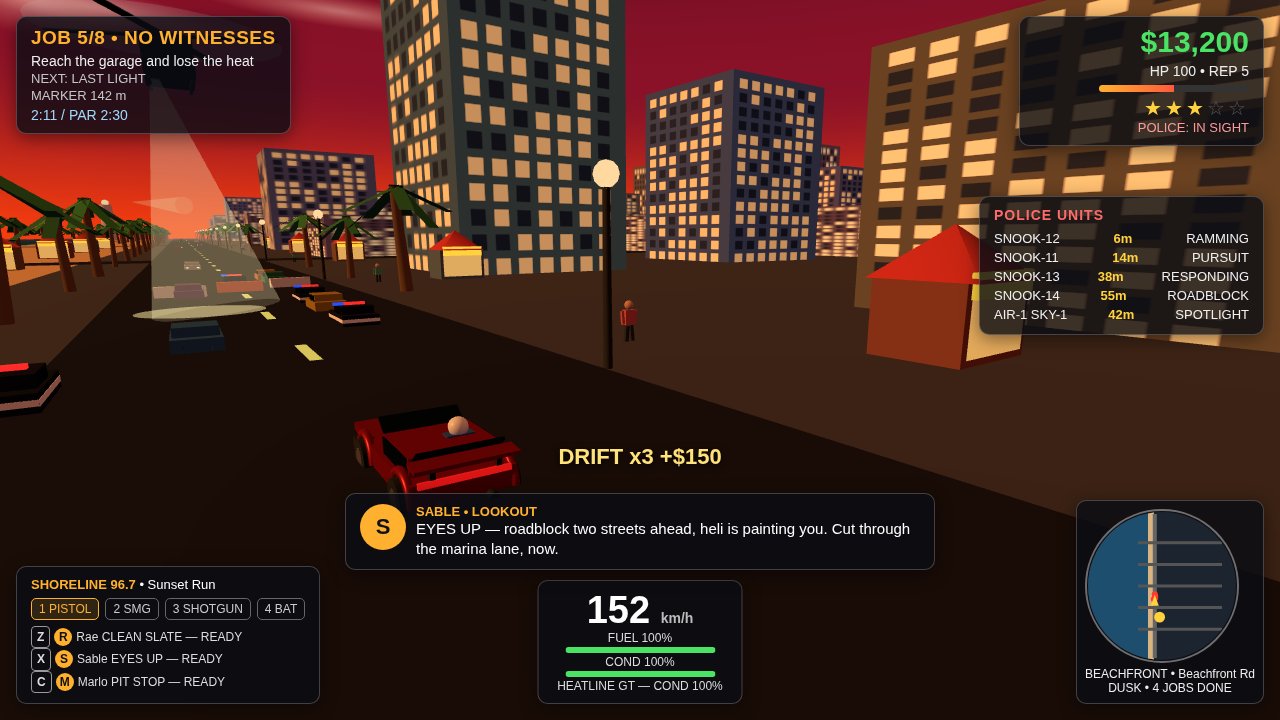 JOB 5/8 • NO WITNESSES
Reach the garage and lose the heat
NEXT: LAST LIGHT
MARKER 142 m
2:11 / PAR 2:30
$13,200
HP 100 • REP 5
★★★☆☆
POLICE: IN SIGHT
POLICE UNITS
SNOOK-12 6m RAMMING
SNOOK-11 14m PURSUIT
SNOOK-13 38m RESPONDING
SNOOK-14 55m ROADBLOCK
AIR-1 SKY-1 42m SPOTLIGHT
DRIFT x3 +$150
S
SABLE • LOOKOUT
EYES UP — roadblock two streets ahead, heli is painting you. Cut through
the marina lane, now.
SHORELINE 96.7 • Sunset Run
1 PISTOL 2 SMG 3 SHOTGUN 4 BAT
Z R Rae CLEAN SLATE — READY
X S Sable EYES UP — READY
C M Marlo PIT STOP — READY
152 km/h
FUEL 100%
COND 100%
HEATLINE GT — COND 100%
BEACHFRONT • Beachfront Rd
DUSK • 4 JOBS DONE